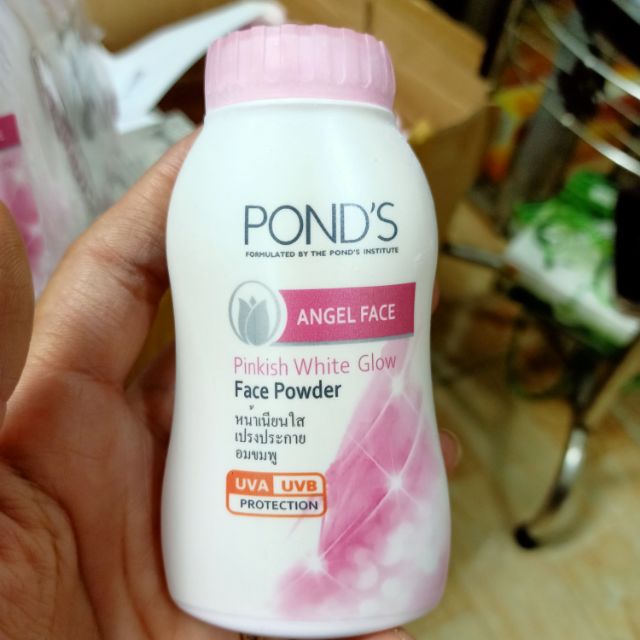 POND'S
FORMULATED BY THE POND'S INSTITUTE
ANGEL FACE
Pinkish White Glow
Face Powder
หน้าเนียนใส
เปร่งประกาย
อมชมพู
UVA UVB
PROTECTION